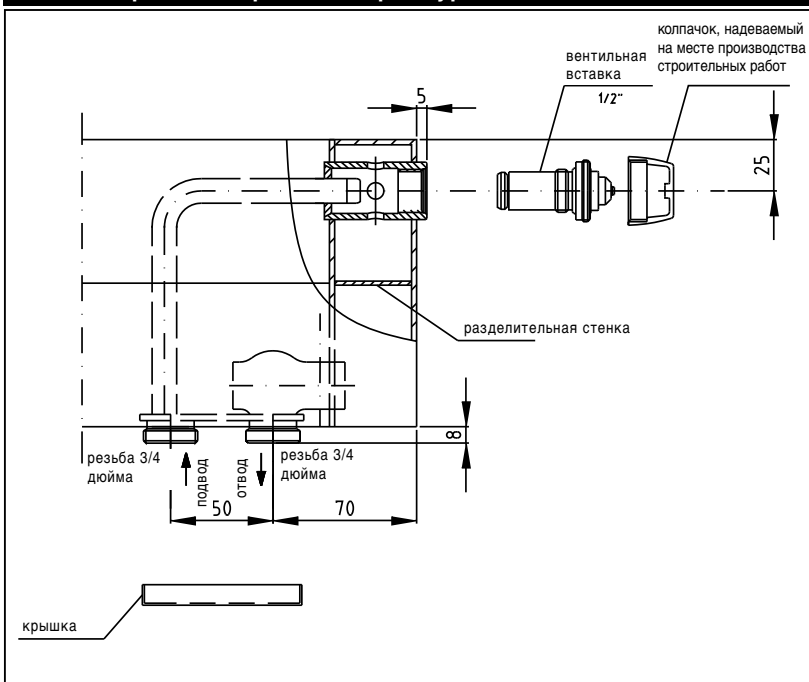 колпачок, надеваемый
на месте производства
строительных работ
вентильная
вставка
1/2"
5
25
разделительная стенка
8
резьба 3/4
дюйма
подвод
отвод
резьба 3/4
дюйма
50
70
крышка